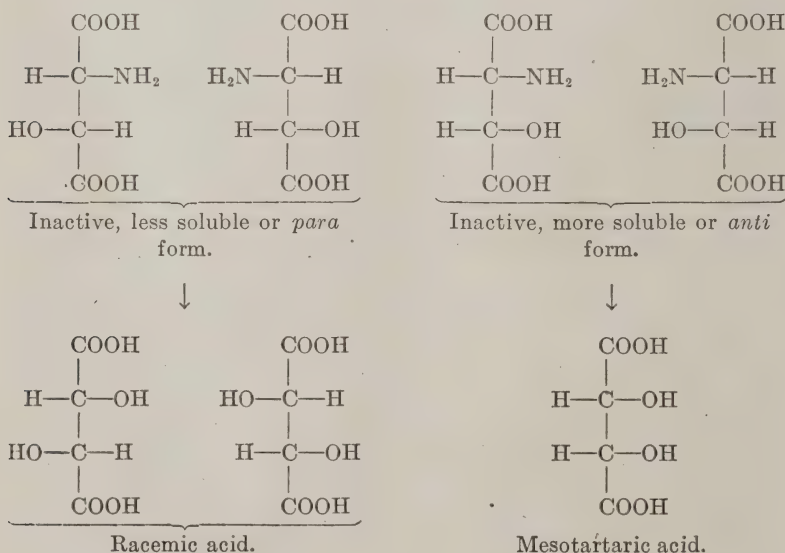 COOH COOH COOH COOH
H—C—NH₂ H₂N—C—H H—C—NH₂ H₂N—C—H
HO—C—H H—C—OH H—C—OH HO—C—H
COOH COOH COOH COOH
Inactive, less soluble or para Inactive, more soluble or anti
form. form.
↓ ↓
COOH COOH COOH
H—C—OH HO—C—H H—C—OH
HO—C—H H—C—OH H—C—OH
COOH COOH COOH
Racemic acid. Mesotartaric acid.